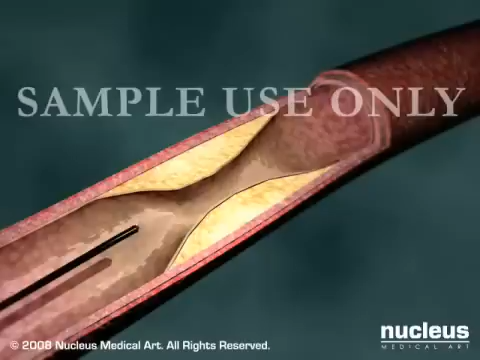 SAMPLE USE ONLY
nucleus
MEDICAL ART
© 2008 Nucleus Medical Art. All Rights Reserved.